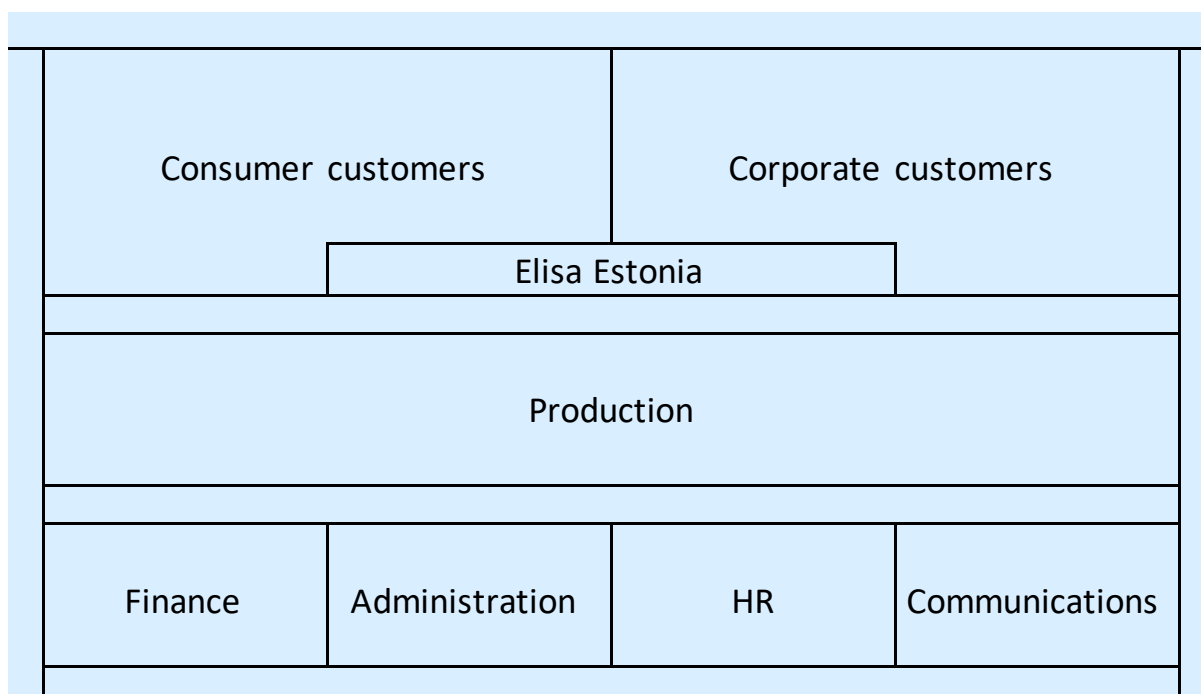 Consumer customers
Corporate customers
Elisa Estonia
Production
Finance
Administration
HR
Communications